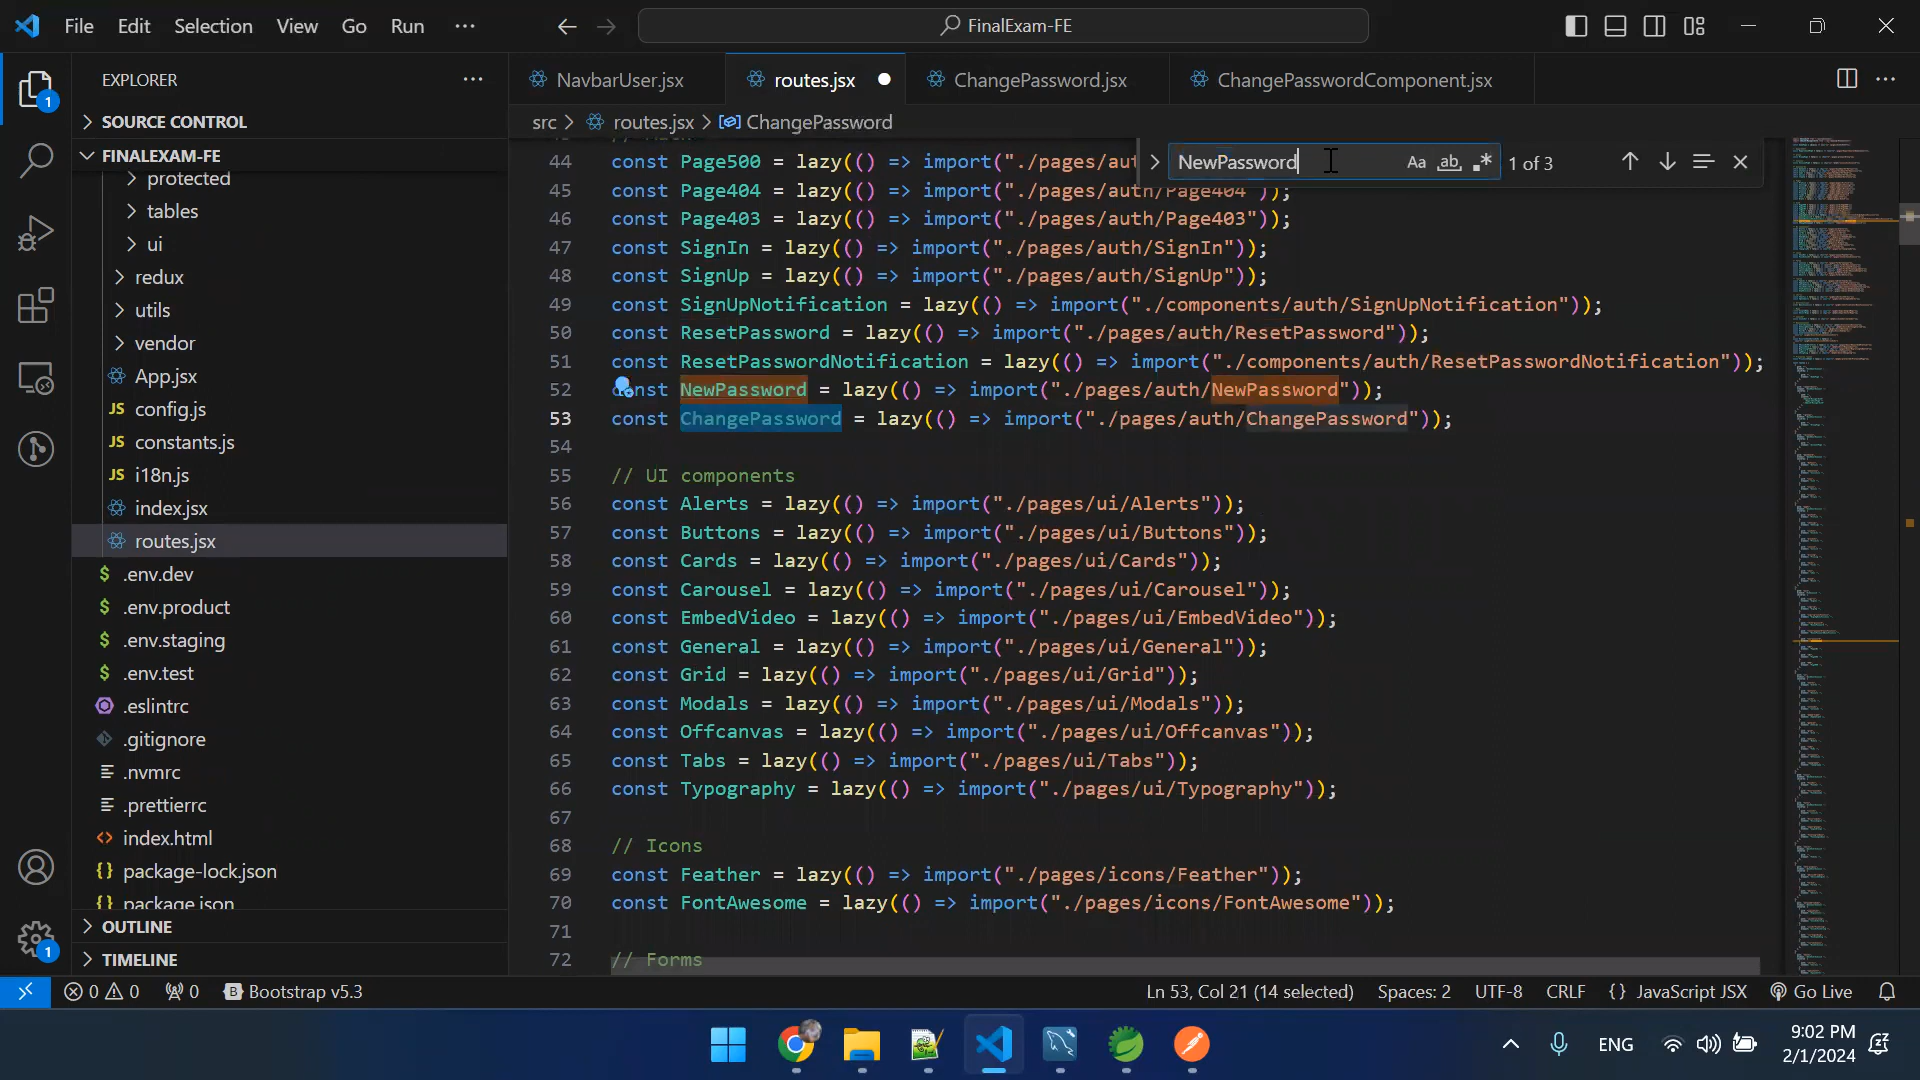 File Edit Selection View Go Run ···
FinalExam-FE
EXPLORER
SOURCE CONTROL
FINALEXAM-FE
protected
tables
ui
redux
utils
vendor
App.jsx
JS config.js
JS constants.js
JS i18n.js
index.jsx
routes.jsx
$ .env.dev
$ .env.product
$ .env.staging
$ .env.test
.eslintrc
.gitignore
.nvmrc
.prettierrc
<> index.html
{} package-lock.json
{} package.json
OUTLINE
TIMELINE
1
1
NavbarUser.jsx
routes.jsx
ChangePassword.jsx
ChangePasswordComponent.jsx
src > routes.jsx > ChangePassword
NewPassword Aa ab .* 1 of 3
44 const Page500 = lazy(() => import("./pages/aut
45 const Page404 = lazy(() => import("./pages/auth/Page404"));
46 const Page403 = lazy(() => import("./pages/auth/Page403"));
47 const SignIn = lazy(() => import("./pages/auth/SignIn"));
48 const SignUp = lazy(() => import("./pages/auth/SignUp"));
49 const SignUpNotification = lazy(() => import("./components/auth/SignUpNotification"));
50 const ResetPassword = lazy(() => import("./pages/auth/ResetPassword"));
51 const ResetPasswordNotification = lazy(() => import("./components/auth/ResetPasswordNotification"));
52 const NewPassword = lazy(() => import("./pages/auth/NewPassword"));
53 const ChangePassword = lazy(() => import("./pages/auth/ChangePassword"));
54
55 // UI components
56 const Alerts = lazy(() => import("./pages/ui/Alerts"));
57 const Buttons = lazy(() => import("./pages/ui/Buttons"));
58 const Cards = lazy(() => import("./pages/ui/Cards"));
59 const Carousel = lazy(() => import("./pages/ui/Carousel"));
60 const EmbedVideo = lazy(() => import("./pages/ui/EmbedVideo"));
61 const General = lazy(() => import("./pages/ui/General"));
62 const Grid = lazy(() => import("./pages/ui/Grid"));
63 const Modals = lazy(() => import("./pages/ui/Modals"));
64 const Offcanvas = lazy(() => import("./pages/ui/Offcanvas"));
65 const Tabs = lazy(() => import("./pages/ui/Tabs"));
66 const Typography = lazy(() => import("./pages/ui/Typography"));
67
68 // Icons
69 const Feather = lazy(() => import("./pages/icons/Feather"));
70 const FontAwesome = lazy(() => import("./pages/icons/FontAwesome"));
71
72 // Forms
0 0 0 B Bootstrap v5.3
Ln 53, Col 21 (14 selected) Spaces: 2 UTF-8 CRLF {} JavaScript JSX Go Live
ENG
9:02 PM
2/1/2024